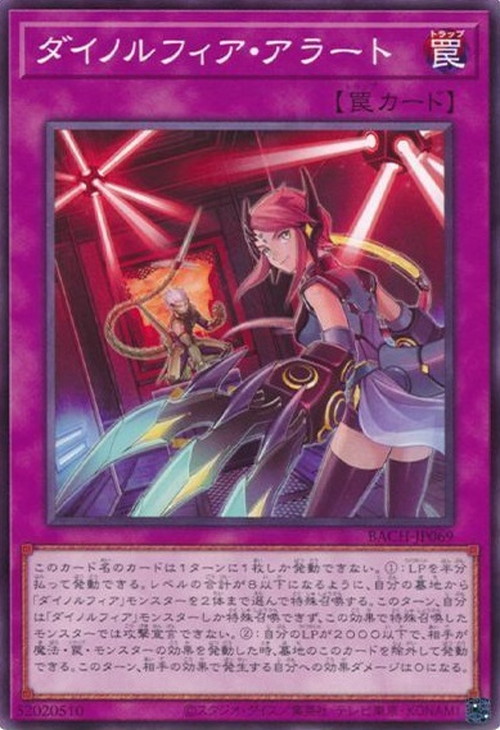 ダイノルフィア・アラート
トラップ
罠
【罠カード】
BACH-JP069
このカード名のカードは1ターンに1枚しか発動できない。①：LPを半分
払って発動できる。レベルの合計が8以下になるように、自分の墓地から
「ダイノルフィア」モンスターを2体まで選んで特殊召喚する。このターン、自分
は「ダイノルフィア」モンスターしか特殊召喚できず、この効果で特殊召喚した
モンスターでは攻撃宣言できない。②：自分のLPが2000以下で、相手が
魔法・罠・モンスターの効果を発動した時、墓地のこのカードを除外して発動
できる。このターン、相手の効果で発生する自分への効果ダメージは0になる。
52020510
©スタジオ・ダイス／集英社・テレビ東京・KONAMI